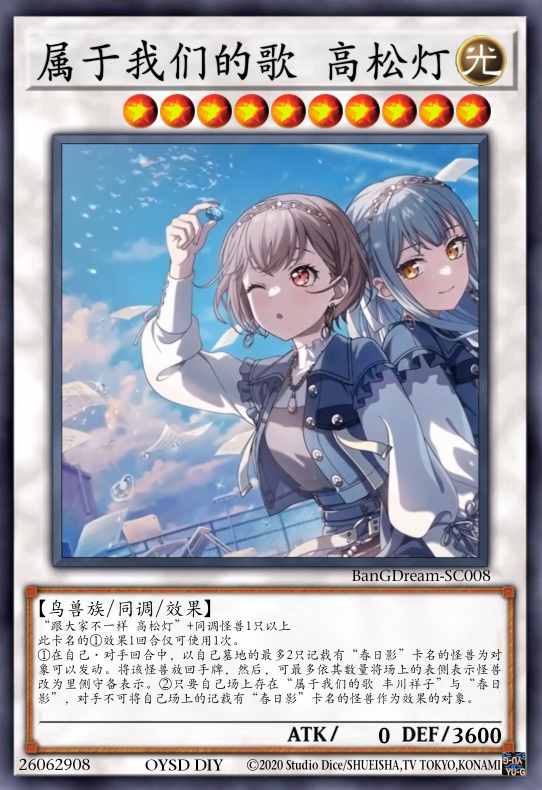 属于我们的歌 高松灯
光
BanGDream-SC008
【鸟兽族/同调/效果】
“跟大家不一样 高松灯”+同调怪兽1只以上
此卡名的①效果1回合仅可使用1次。
①在自己·对手回合中，以自己墓地的最多2只记载有“春日影”卡名的怪兽为对
象可以发动。将该怪兽放回手牌，然后，可最多依其数量将场上的表侧表示怪兽
改为里侧守备表示。②只要自己场上存在“属于我们的歌 丰川祥子”与“春日
影”，对手不可将自己场上的记载有“春日影”卡名的怪兽作为效果的对象。
ATK/ 0 DEF/3600
26062908 OYSD DIY ©2020 Studio Dice/SHUEISHA,TV TOKYO,KONAMI